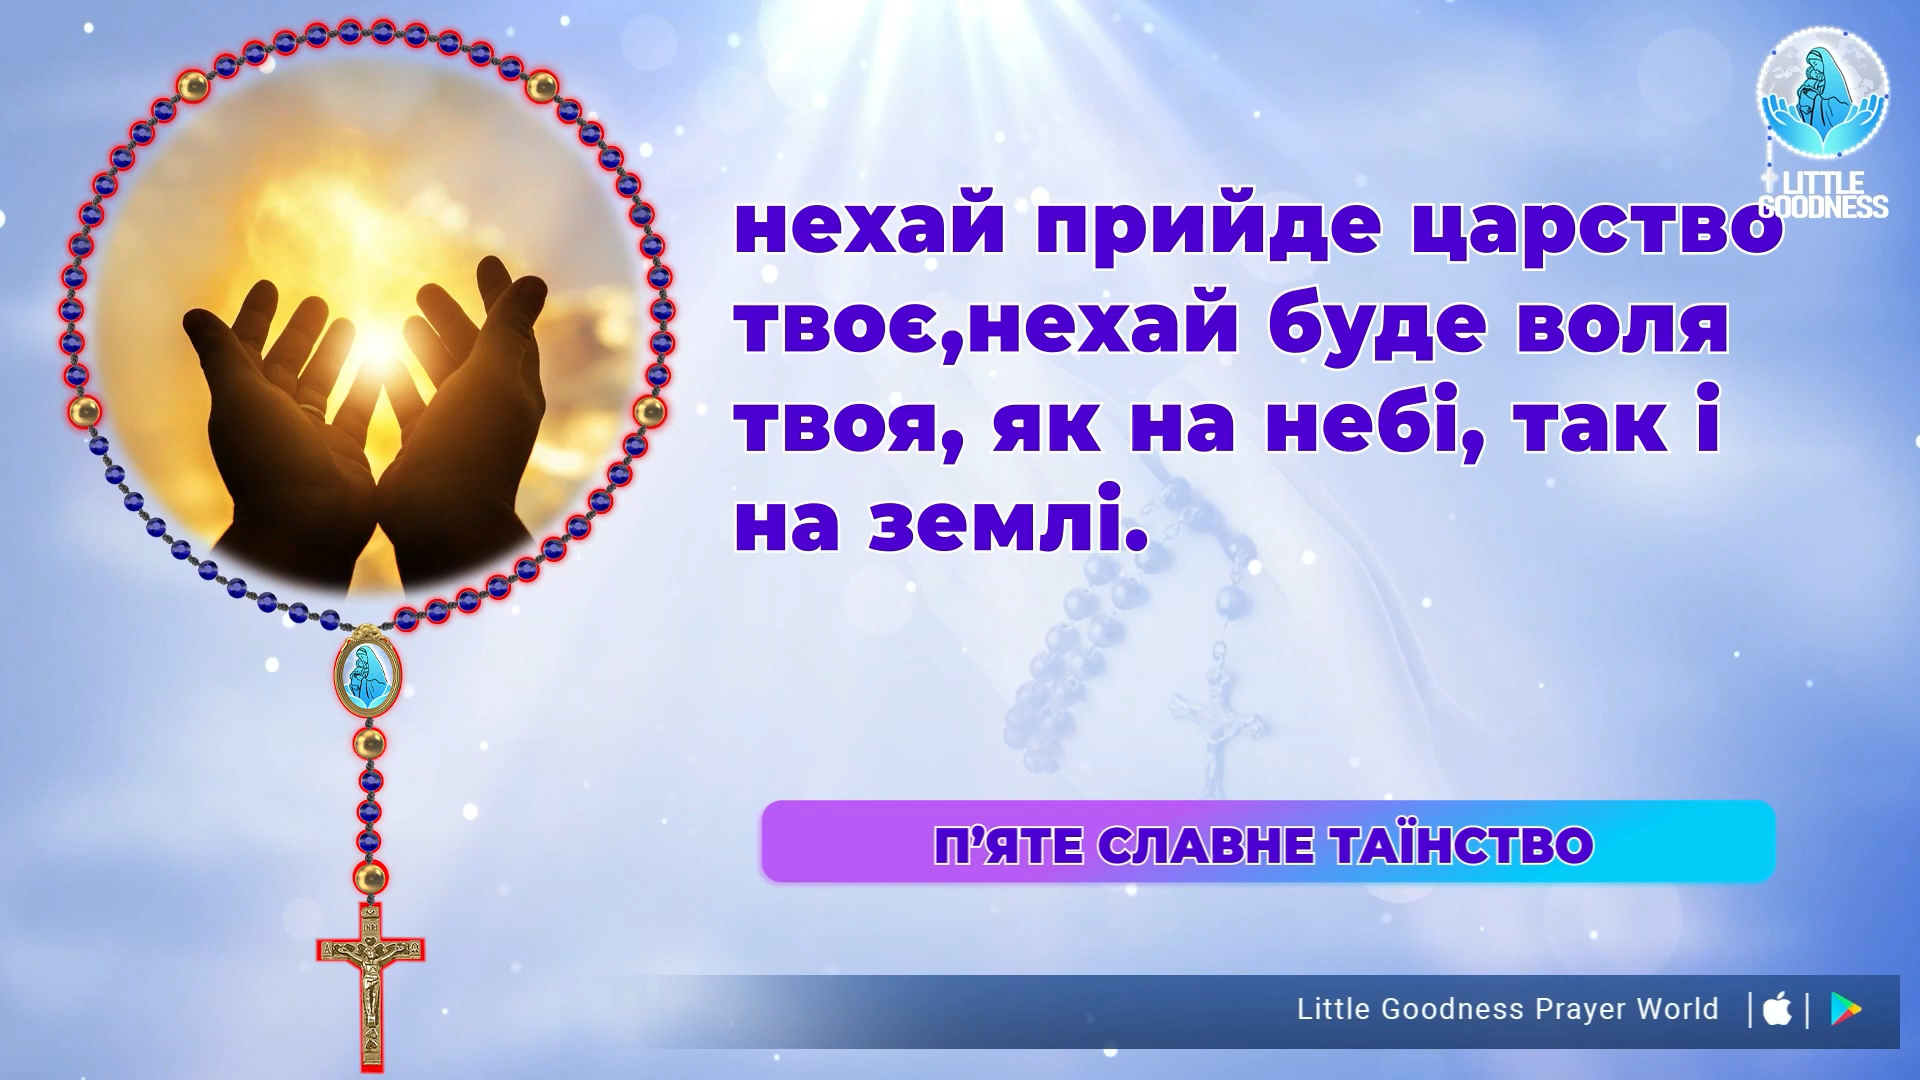 LITTLE
GOODNESS
нехай прийде царство
твоє,нехай буде воля
твоя, як на небі, так і
на землі.
П’ЯТЕ СЛАВНЕ ТАЇНСТВО
INRI
Little Goodness Prayer World